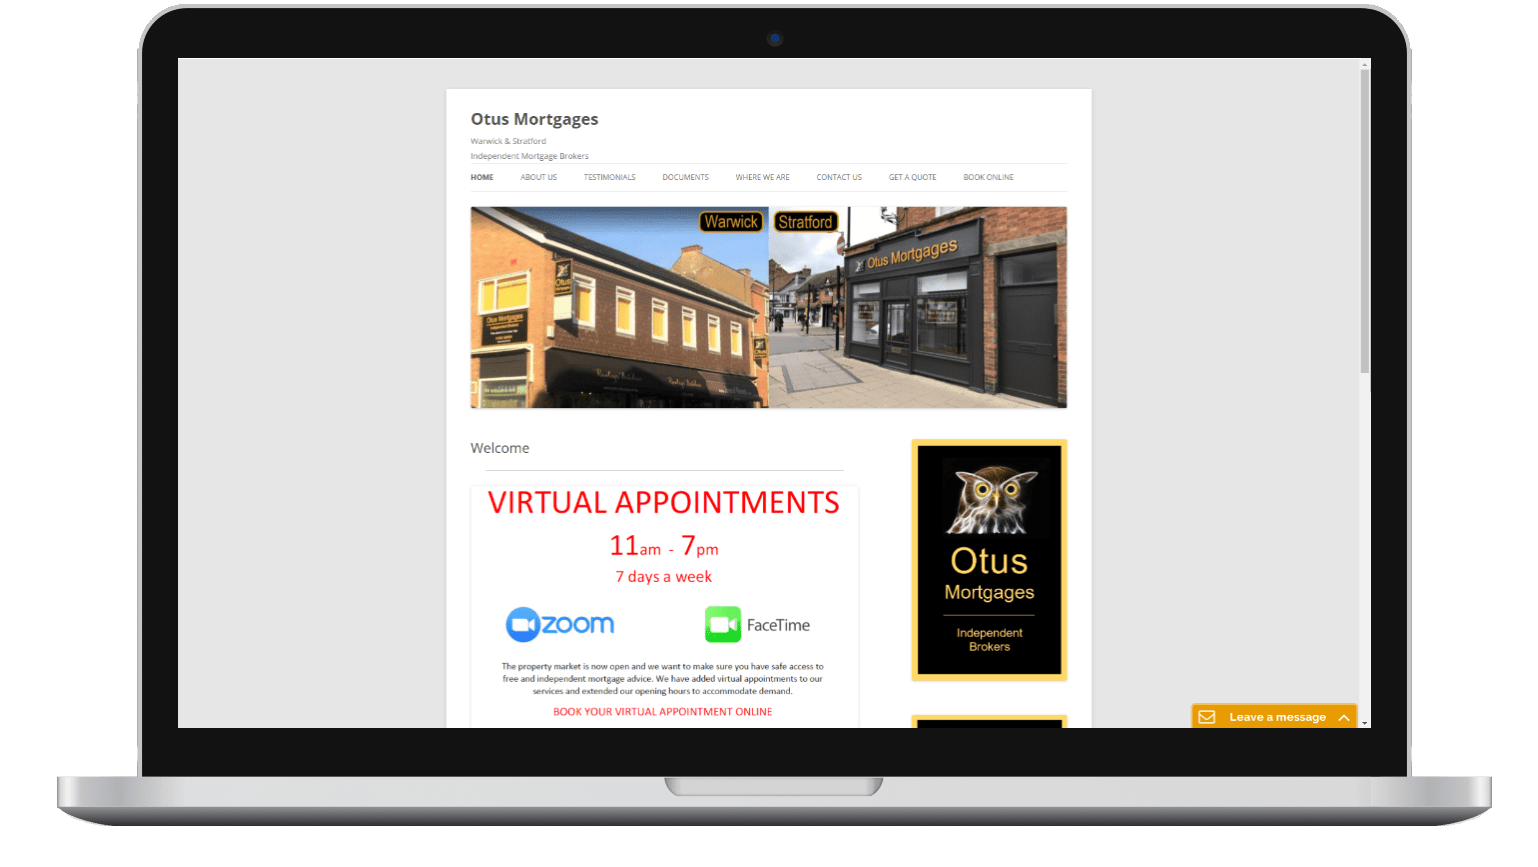 Otus Mortgages
Warwick & Stratford
Independent Mortgage Brokers
HOME ABOUT US TESTIMONIALS DOCUMENTS WHERE WE ARE CONTACT US GET A QUOTE BOOK ONLINE
Warwick Stratford
Otus Mortgages
Otus Mortgages
Welcome
VIRTUAL APPOINTMENTS
11am - 7pm
7 days a week
zoom FaceTime
The property market is now open and we want to make sure you have safe access to
free and independent mortgage advice. We have added virtual appointments to our
services and extended our opening hours to accommodate demand.
BOOK YOUR VIRTUAL APPOINTMENT ONLINE
Otus
Mortgages
Independent
Brokers
Leave a message